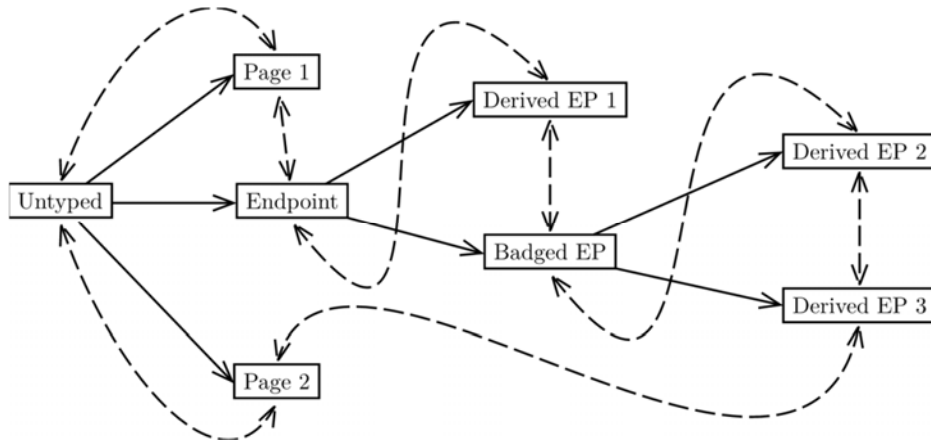 Page 1
Derived EP 1
Derived EP 2
Untyped
Endpoint
Badged EP
Derived EP 3
Page 2